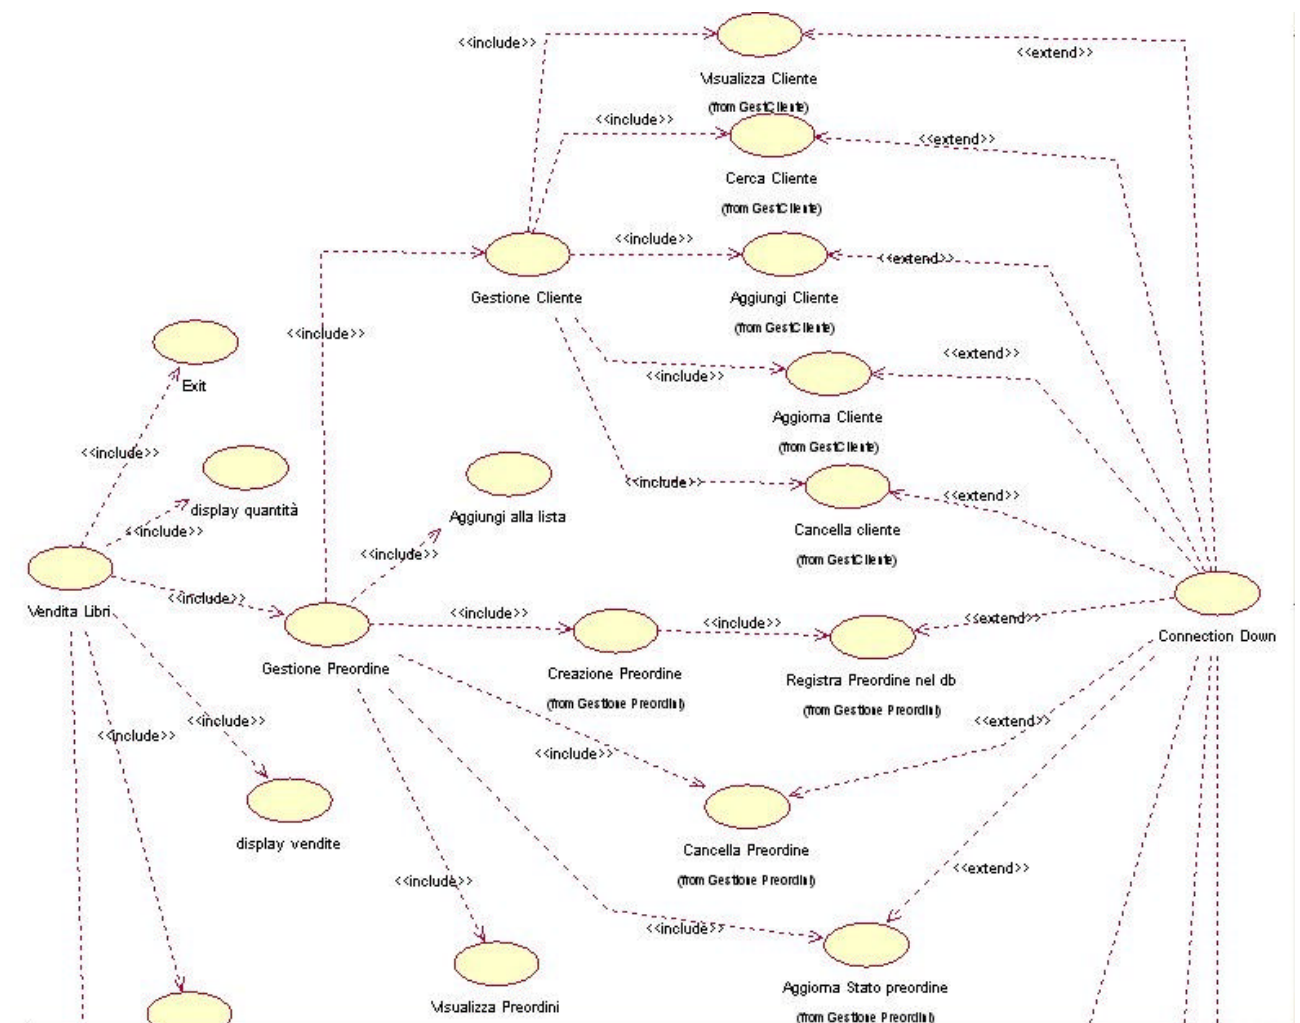 <<include>>
<<extend>>
Visualizza Cliente
(from GestCliente)
<<include>>
<<extend>>
Cerca Cliente
(from GestCliente)
<<include>>
<<extend>>
Gestione Cliente
Aggiungi Cliente
(from GestCliente)
<<include>>
<<extend>>
<<include>>
Exit
Aggiorna Cliente
(from GestCliente)
<<include>>
<<include>>
<<extend>>
display quantità
Aggiungi alla lista
<<include>>
Cancella cliente
(from GestCliente)
<<include>>
<<include>>
Vendita Libri
<<include>>
<<include>>
<<extend>>
Connection Down
Gestione Preordine
Creazione Preordine
(from Gestione Preordini)
Registra Preordine nel db
(from Gestione Preordini)
<<include>>
<<include>>
<<extend>>
<<include>>
display vendite
Cancella Preordine
(from Gestione Preordini)
<<include>>
<<extend>>
<<include>>
Visualizza Preordini
Aggiorna Stato preordine
(from Gestione Preordini)